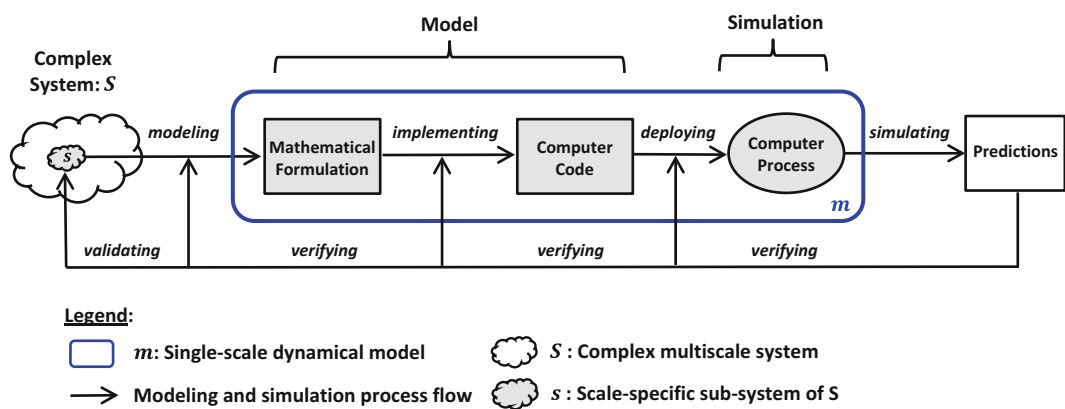 Model
Simulation
Complex
System: S
modeling
implementing
deploying
simulating
s
Mathematical
Formulation
Computer
Code
Computer
Process
Predictions
m
validating
verifying
verifying
verifying
Legend:
m: Single-scale dynamical model
S : Complex multiscale system
Modeling and simulation process flow
s : Scale-specific sub-system of S